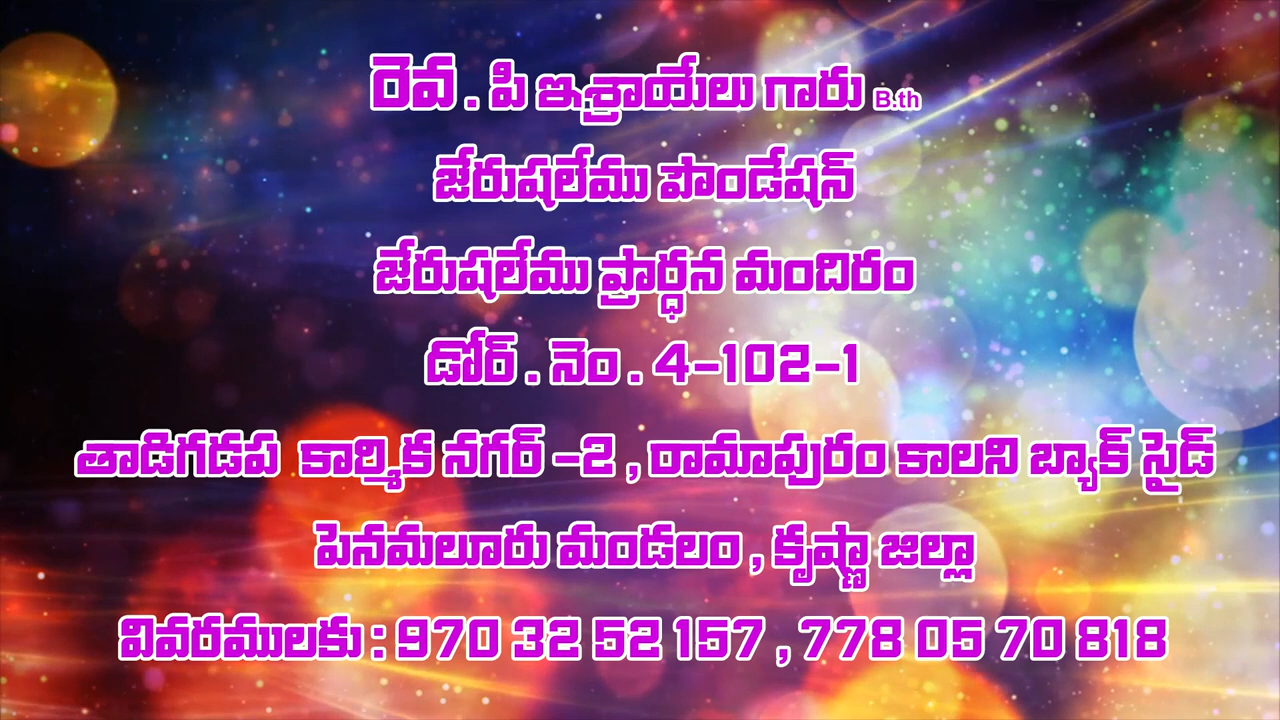 రెవ . పి ఇశ్రాయేలు గారు B.th
జేరుషలేము పౌండేషన్
జేరుషలేము ప్రార్ధన మందిరం
డోర్ . నెం . 4-102-1
తాడిగడప కార్మిక నగర్ -2 , రామాపురం కాలని బ్యాక్ సైడ్
పెనమలూరు మండలం , కృష్ణా జిల్లా
వివరములకు : 970 32 52 157 , 778 05 70 818